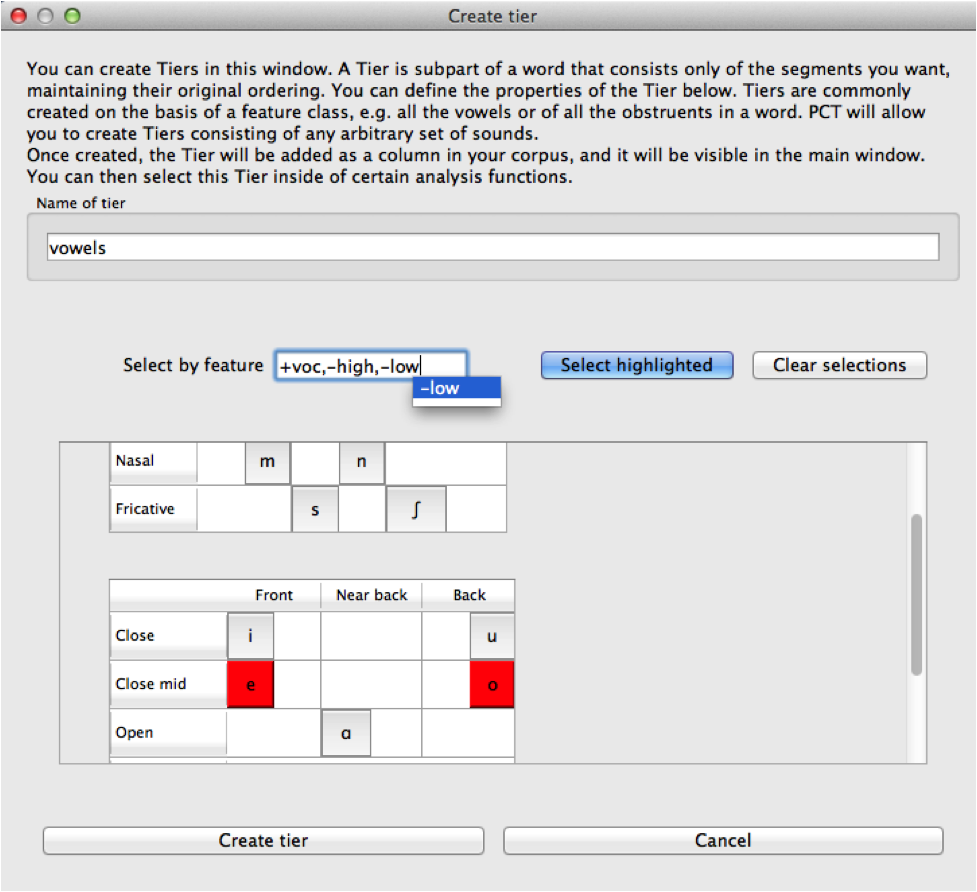 Create tier
You can create Tiers in this window. A Tier is subpart of a word that consists only of the segments you want,
maintaining their original ordering. You can define the properties of the Tier below. Tiers are commonly
created on the basis of a feature class, e.g. all the vowels or of all the obstruents in a word. PCT will allow
you to create Tiers consisting of any arbitrary set of sounds.
Once created, the Tier will be added as a column in your corpus, and it will be visible in the main window.
You can then select this Tier inside of certain analysis functions.
Name of tier
vowels
Select by feature +voc,-high,-low Select highlighted Clear selections
-low
Nasal m n
Fricative s ʃ
Front Near back Back
Close i u
Close mid e o
Open ɑ
Create tier Cancel